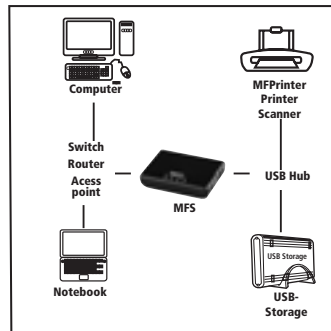 Computer
MFPrinter
Printer
Scanner
Switch
Router
Acess
point
MFS
USB Hub
Notebook
USB Storage
USB-
Storage